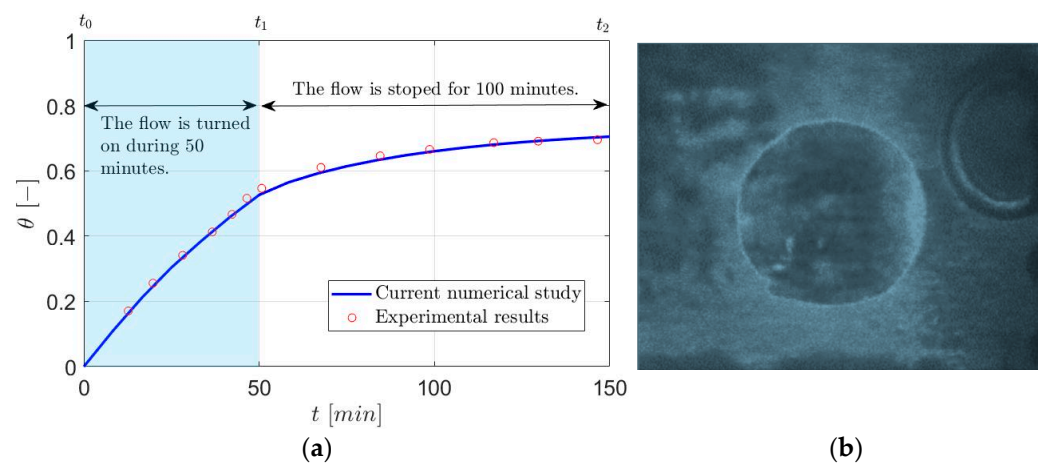 t₀ t₁ t₂
1
0.8
0.6
0.4
0.2
0
θ [−]
The flow is turned
on during 50
minutes.
The flow is stoped for 100 minutes.
Current numerical study
Experimental results
0 50 100 150
t [min]
(a) (b)